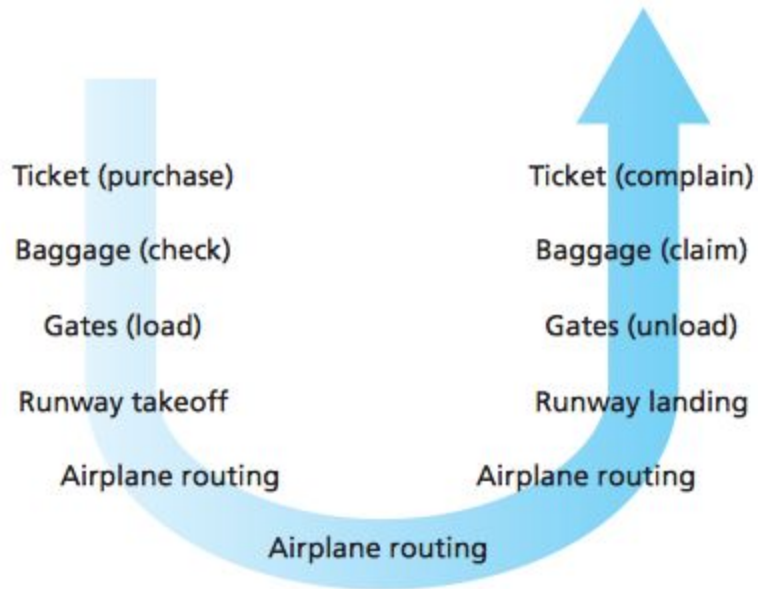 Ticket (purchase)
Baggage (check)
Gates (load)
Runway takeoff
Airplane routing
Airplane routing
Airplane routing
Runway landing
Gates (unload)
Baggage (claim)
Ticket (complain)